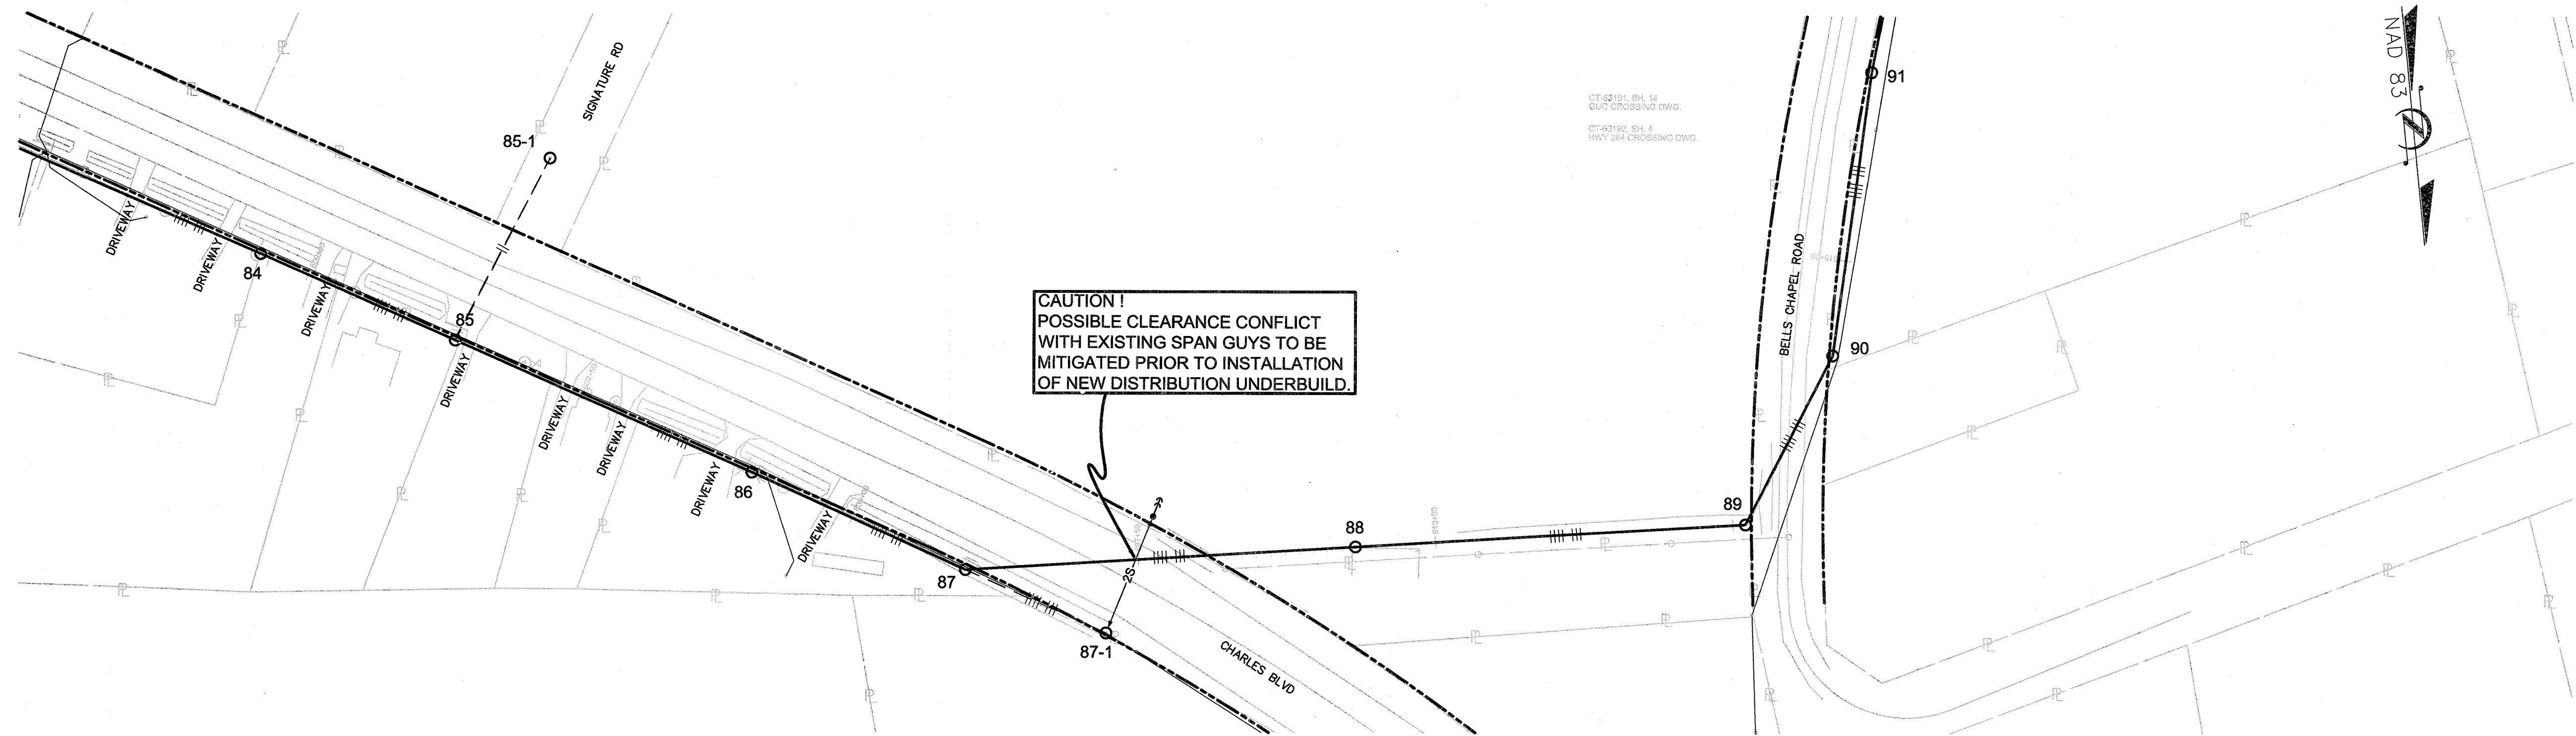 SIGNATURE RD
85-1
CT-63191, SH. 14
GUC CROSSING DWG.
CT-63192, SH. 4
HWY 264 CROSSING DWG.
91
NAD 83
DRIVEWAY
DRIVEWAY
84
DRIVEWAY
85
DRIVEWAY
CAUTION !
POSSIBLE CLEARANCE CONFLICT
WITH EXISTING SPAN GUYS TO BE
MITIGATED PRIOR TO INSTALLATION
OF NEW DISTRIBUTION UNDERBUILD.
BELLS CHAPEL ROAD
90
DRIVEWAY
DRIVEWAY
86
DRIVEWAY
DRIVEWAY
87
2S
88
89
87-1
CHARLES BLVD